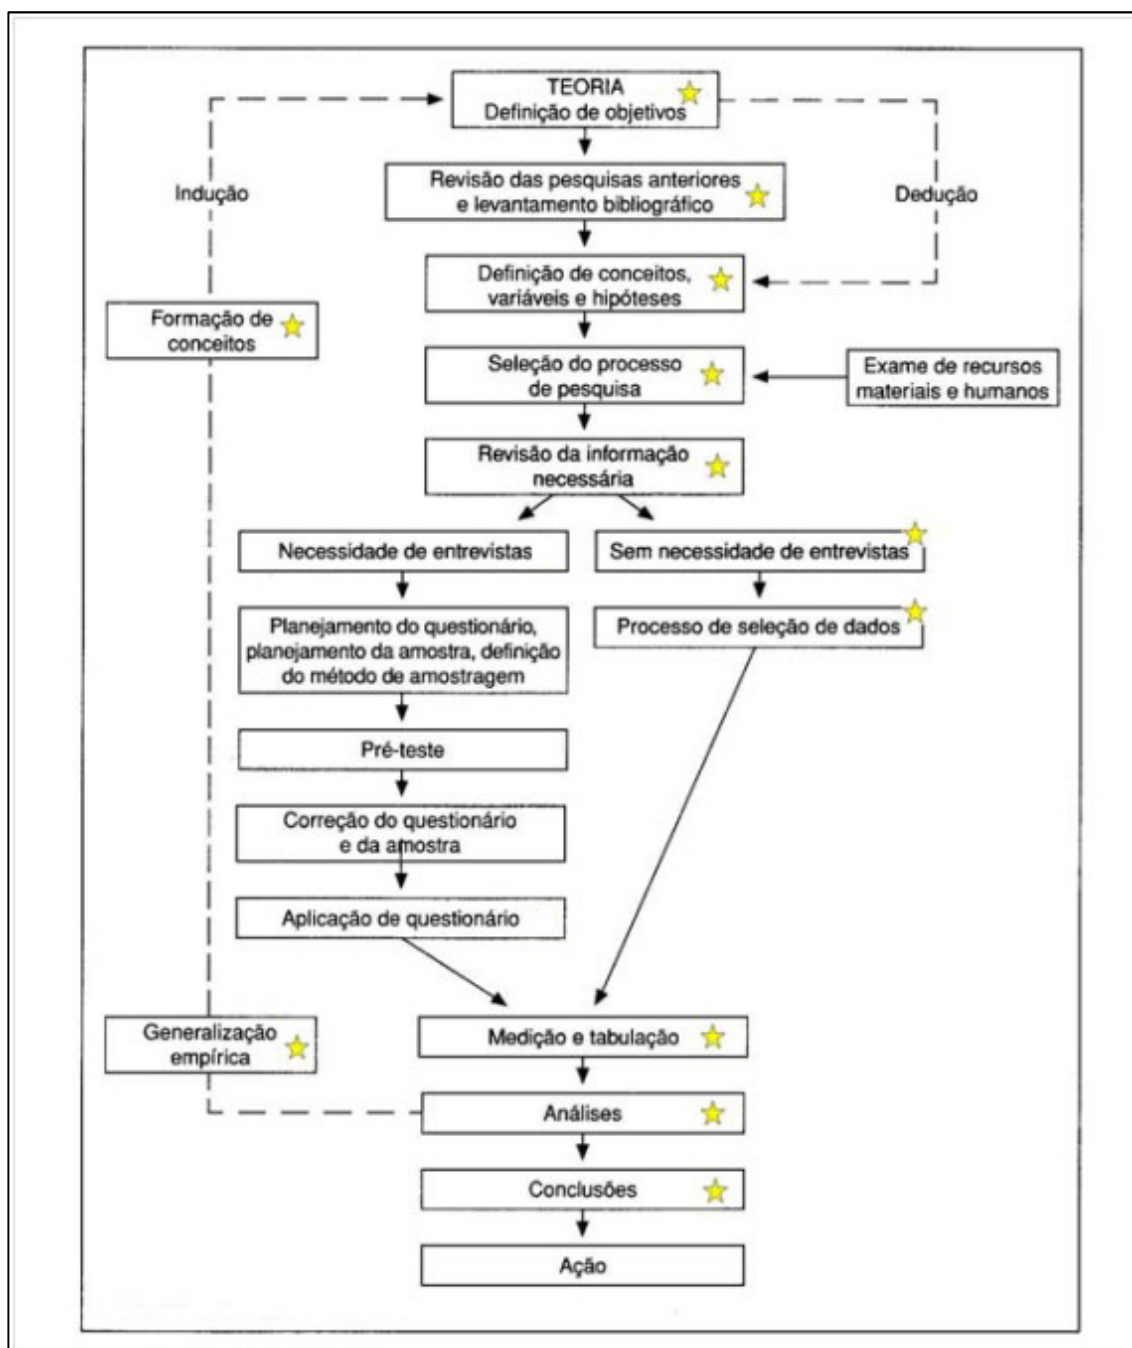 TEORIA
Definição de objetivos
Indução
Revisão das pesquisas anteriores
e levantamento bibliográfico
Dedução
Definição de conceitos,
variáveis e hipóteses
Formação de
conceitos
Seleção do processo
de pesquisa
Exame de recursos
materiais e humanos
Revisão da informação
necessária
Necessidade de entrevistas
Sem necessidade de entrevistas
Planejamento do questionário,
planejamento da amostra, definição
do método de amostragem
Processo de seleção de dados
Pré-teste
Correção do questionário
e da amostra
Aplicação de questionário
Generalização
empírica
Medição e tabulação
Análises
Conclusões
Ação